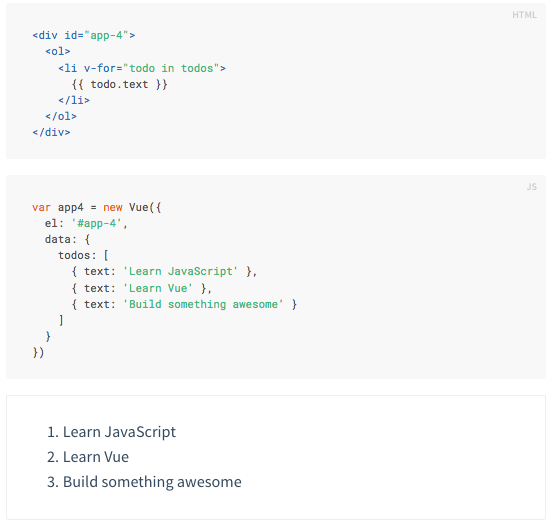 HTML
<div id="app-4">
  <ol>
    <li v-for="todo in todos">
      {{ todo.text }}
    </li>
  </ol>
</div>
JS
var app4 = new Vue({
  el: '#app-4',
  data: {
    todos: [
      { text: 'Learn JavaScript' },
      { text: 'Learn Vue' },
      { text: 'Build something awesome' }
    ]
  }
})
1. Learn JavaScript
2. Learn Vue
3. Build something awesome